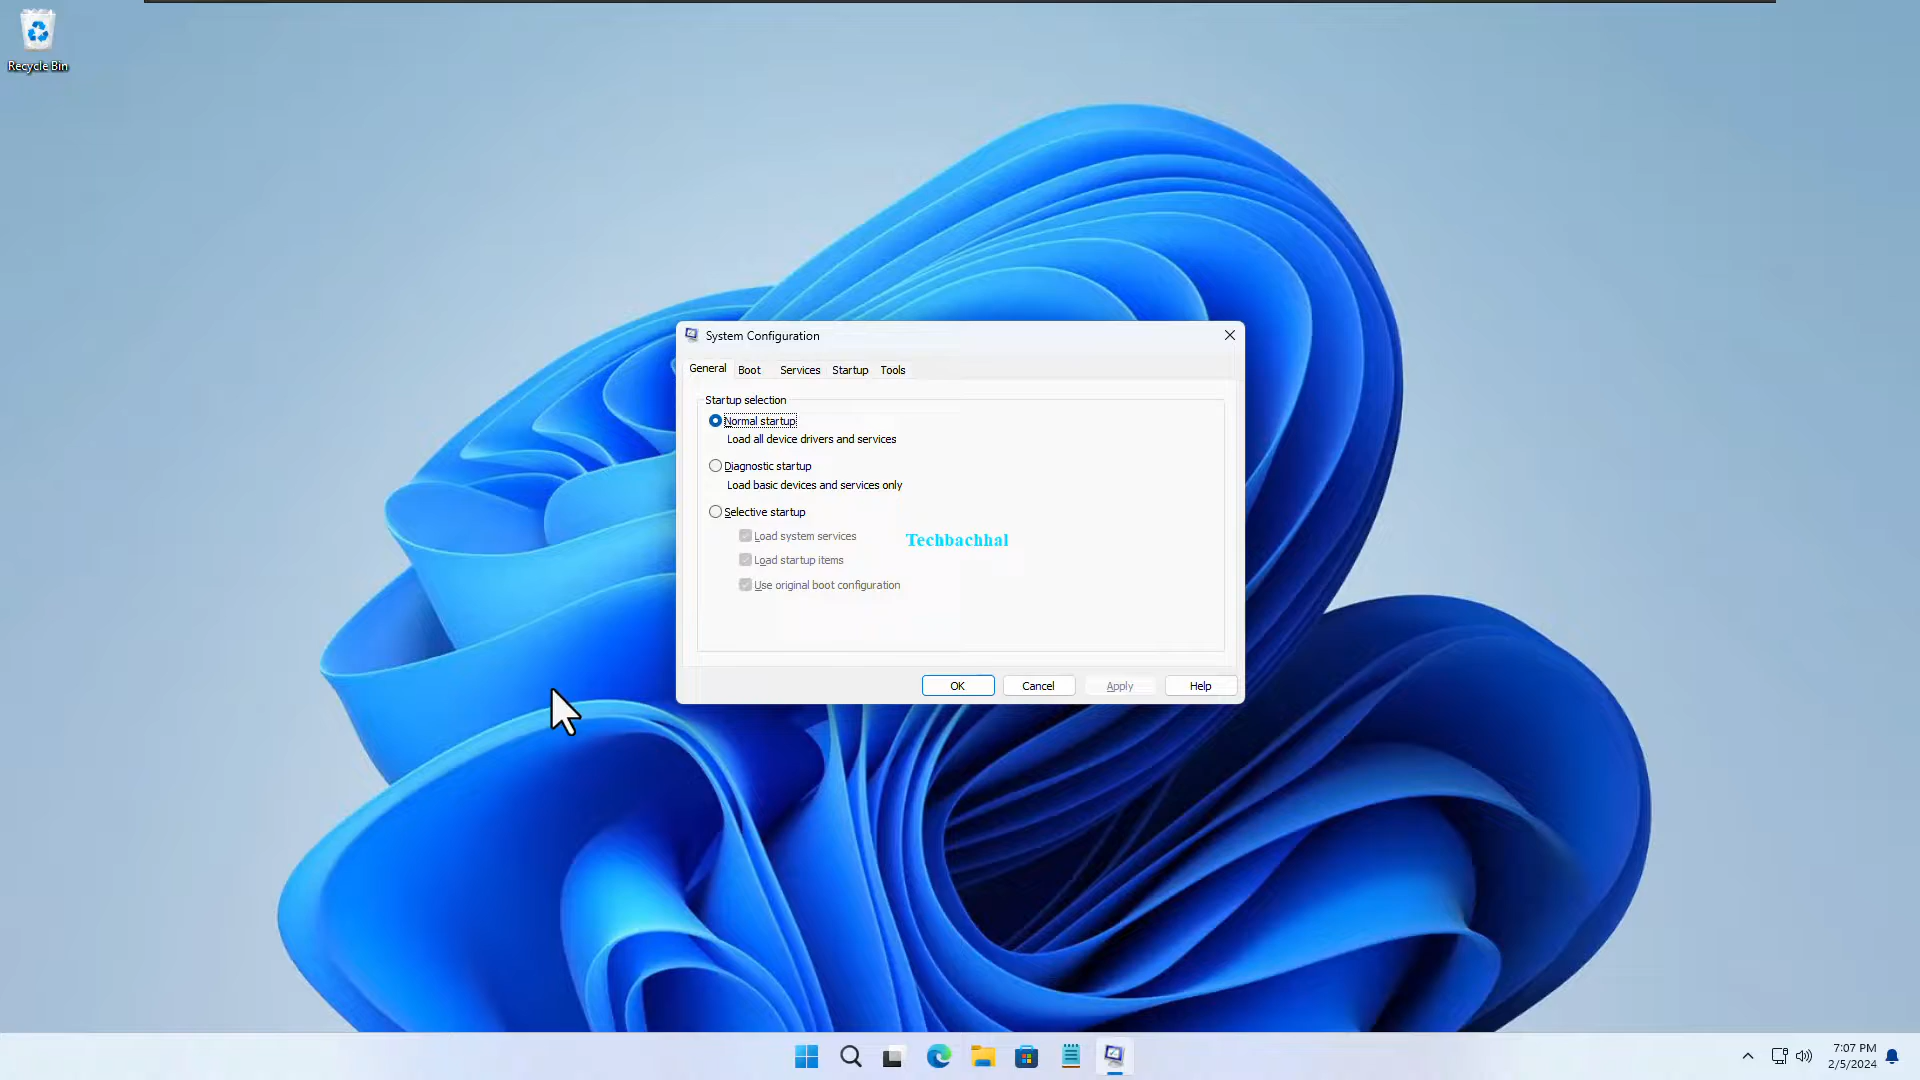 Recycle Bin
System Configuration
General Boot Services Startup Tools
Startup selection
Normal startup
Load all device drivers and services
Diagnostic startup
Load basic devices and services only
Selective startup
Load system services
Techbachhal
Load startup items
Use original boot configuration
OK Cancel Apply Help
7:07 PM
2/5/2024